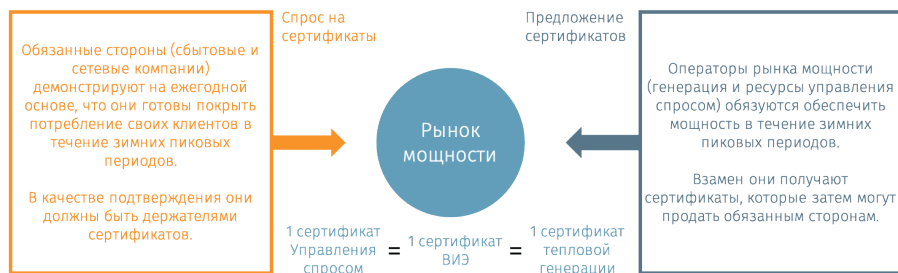 Спрос на
сертификаты
Обязанные стороны (сбытовые и
сетевые компании)
демонстрируют на ежегодной
основе, что они готовы покрыть
потребление своих клиентов в
течение зимних пиковых
периодов.
В качестве подтверждения они
должны быть держателями
сертификатов.
Рынок
мощности
Предложение
сертификатов
Операторы рынка мощности
(генерация и ресурсы управления
спросом) обязуются обеспечить
мощность в течение зимних
пиковых периодов.
Взамен они получают
сертификаты, которые затем могут
продать обязанным сторонам.
1 сертификат
Управления
спросом
=
1 сертификат
ВИЭ
=
1 сертификат
тепловой
генерации